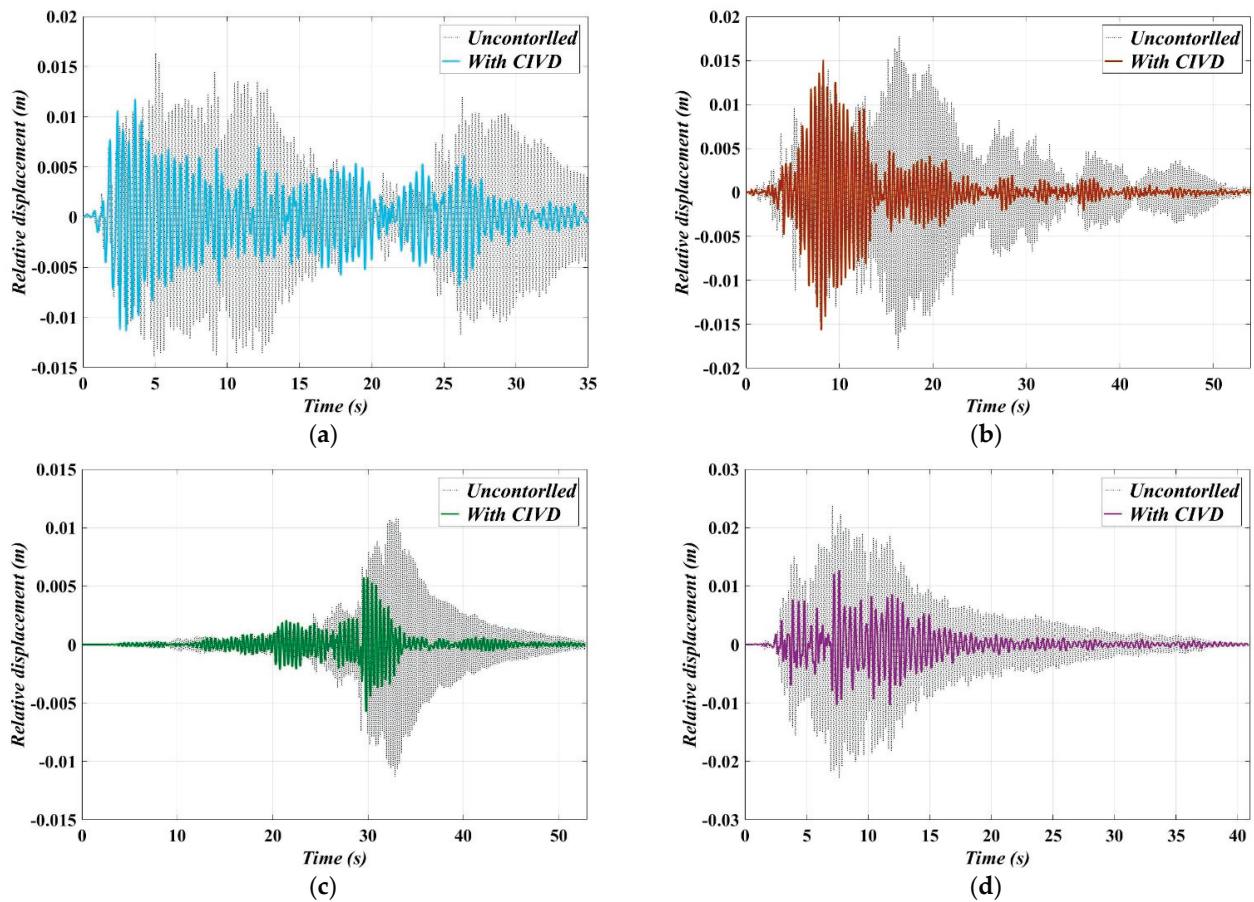 0.02
0.015
0.01
0.005
0
-0.005
-0.01
-0.015
0 5 10 15 20 25 30 35
Relative displacement (m)
Time (s)
Uncontorlled
With CIVD
(a)
0.02
0.015
0.01
0.005
0
-0.005
-0.01
-0.015
-0.02
0 10 20 30 40 50
Relative displacement (m)
Time (s)
Uncontorlled
With CIVD
(b)
0.015
0.01
0.005
0
-0.005
-0.01
-0.015
0 10 20 30 40 50
Relative displacement (m)
Time (s)
Uncontorlled
With CIVD
(c)
0.03
0.02
0.01
0
-0.01
-0.02
-0.03
0 5 10 15 20 25 30 35 40
Relative displacement (m)
Time (s)
Uncontorlled
With CIVD
(d)